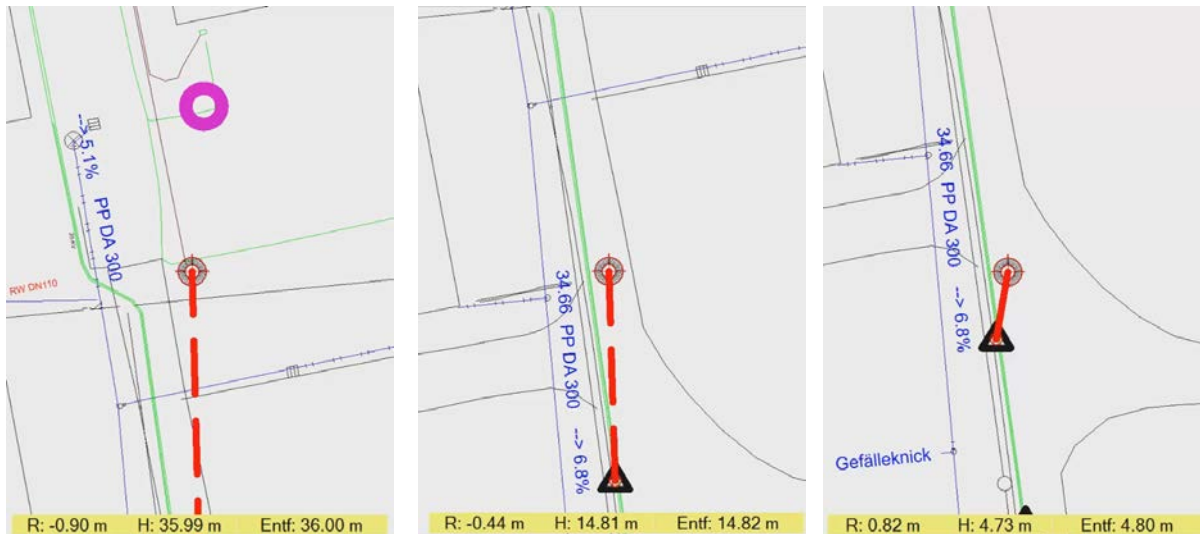 --> 5.1% PP DA 300
RW DN110
R: -0.90 m H: 35.99 m Entf: 36.00 m
34.66 PP DA 300 --> 6.8%
R: -0.44 m H: 14.81 m Entf: 14.82 m
34.66 PP DA 300 --> 6.8%
Gefälleknick
R: 0.82 m H: 4.73 m Entf: 4.80 m